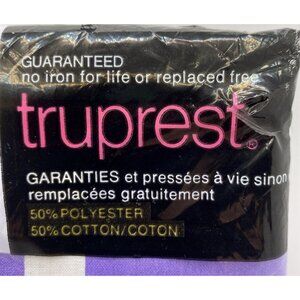 GUARANTEED
no iron for life or replaced free
truprest®
GARANTIES et pressées à vie sinon
remplacées gratuitement
50% POLYESTER
50% COTTON/COTON